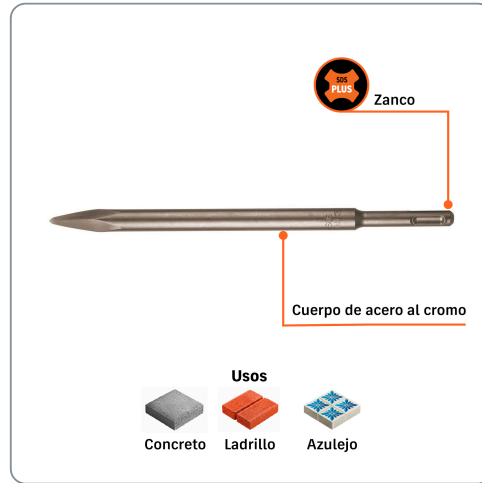 SDS
PLUS
Zanco
Cuerpo de acero al cromo
Usos
Concreto
Ladrillo
Azulejo